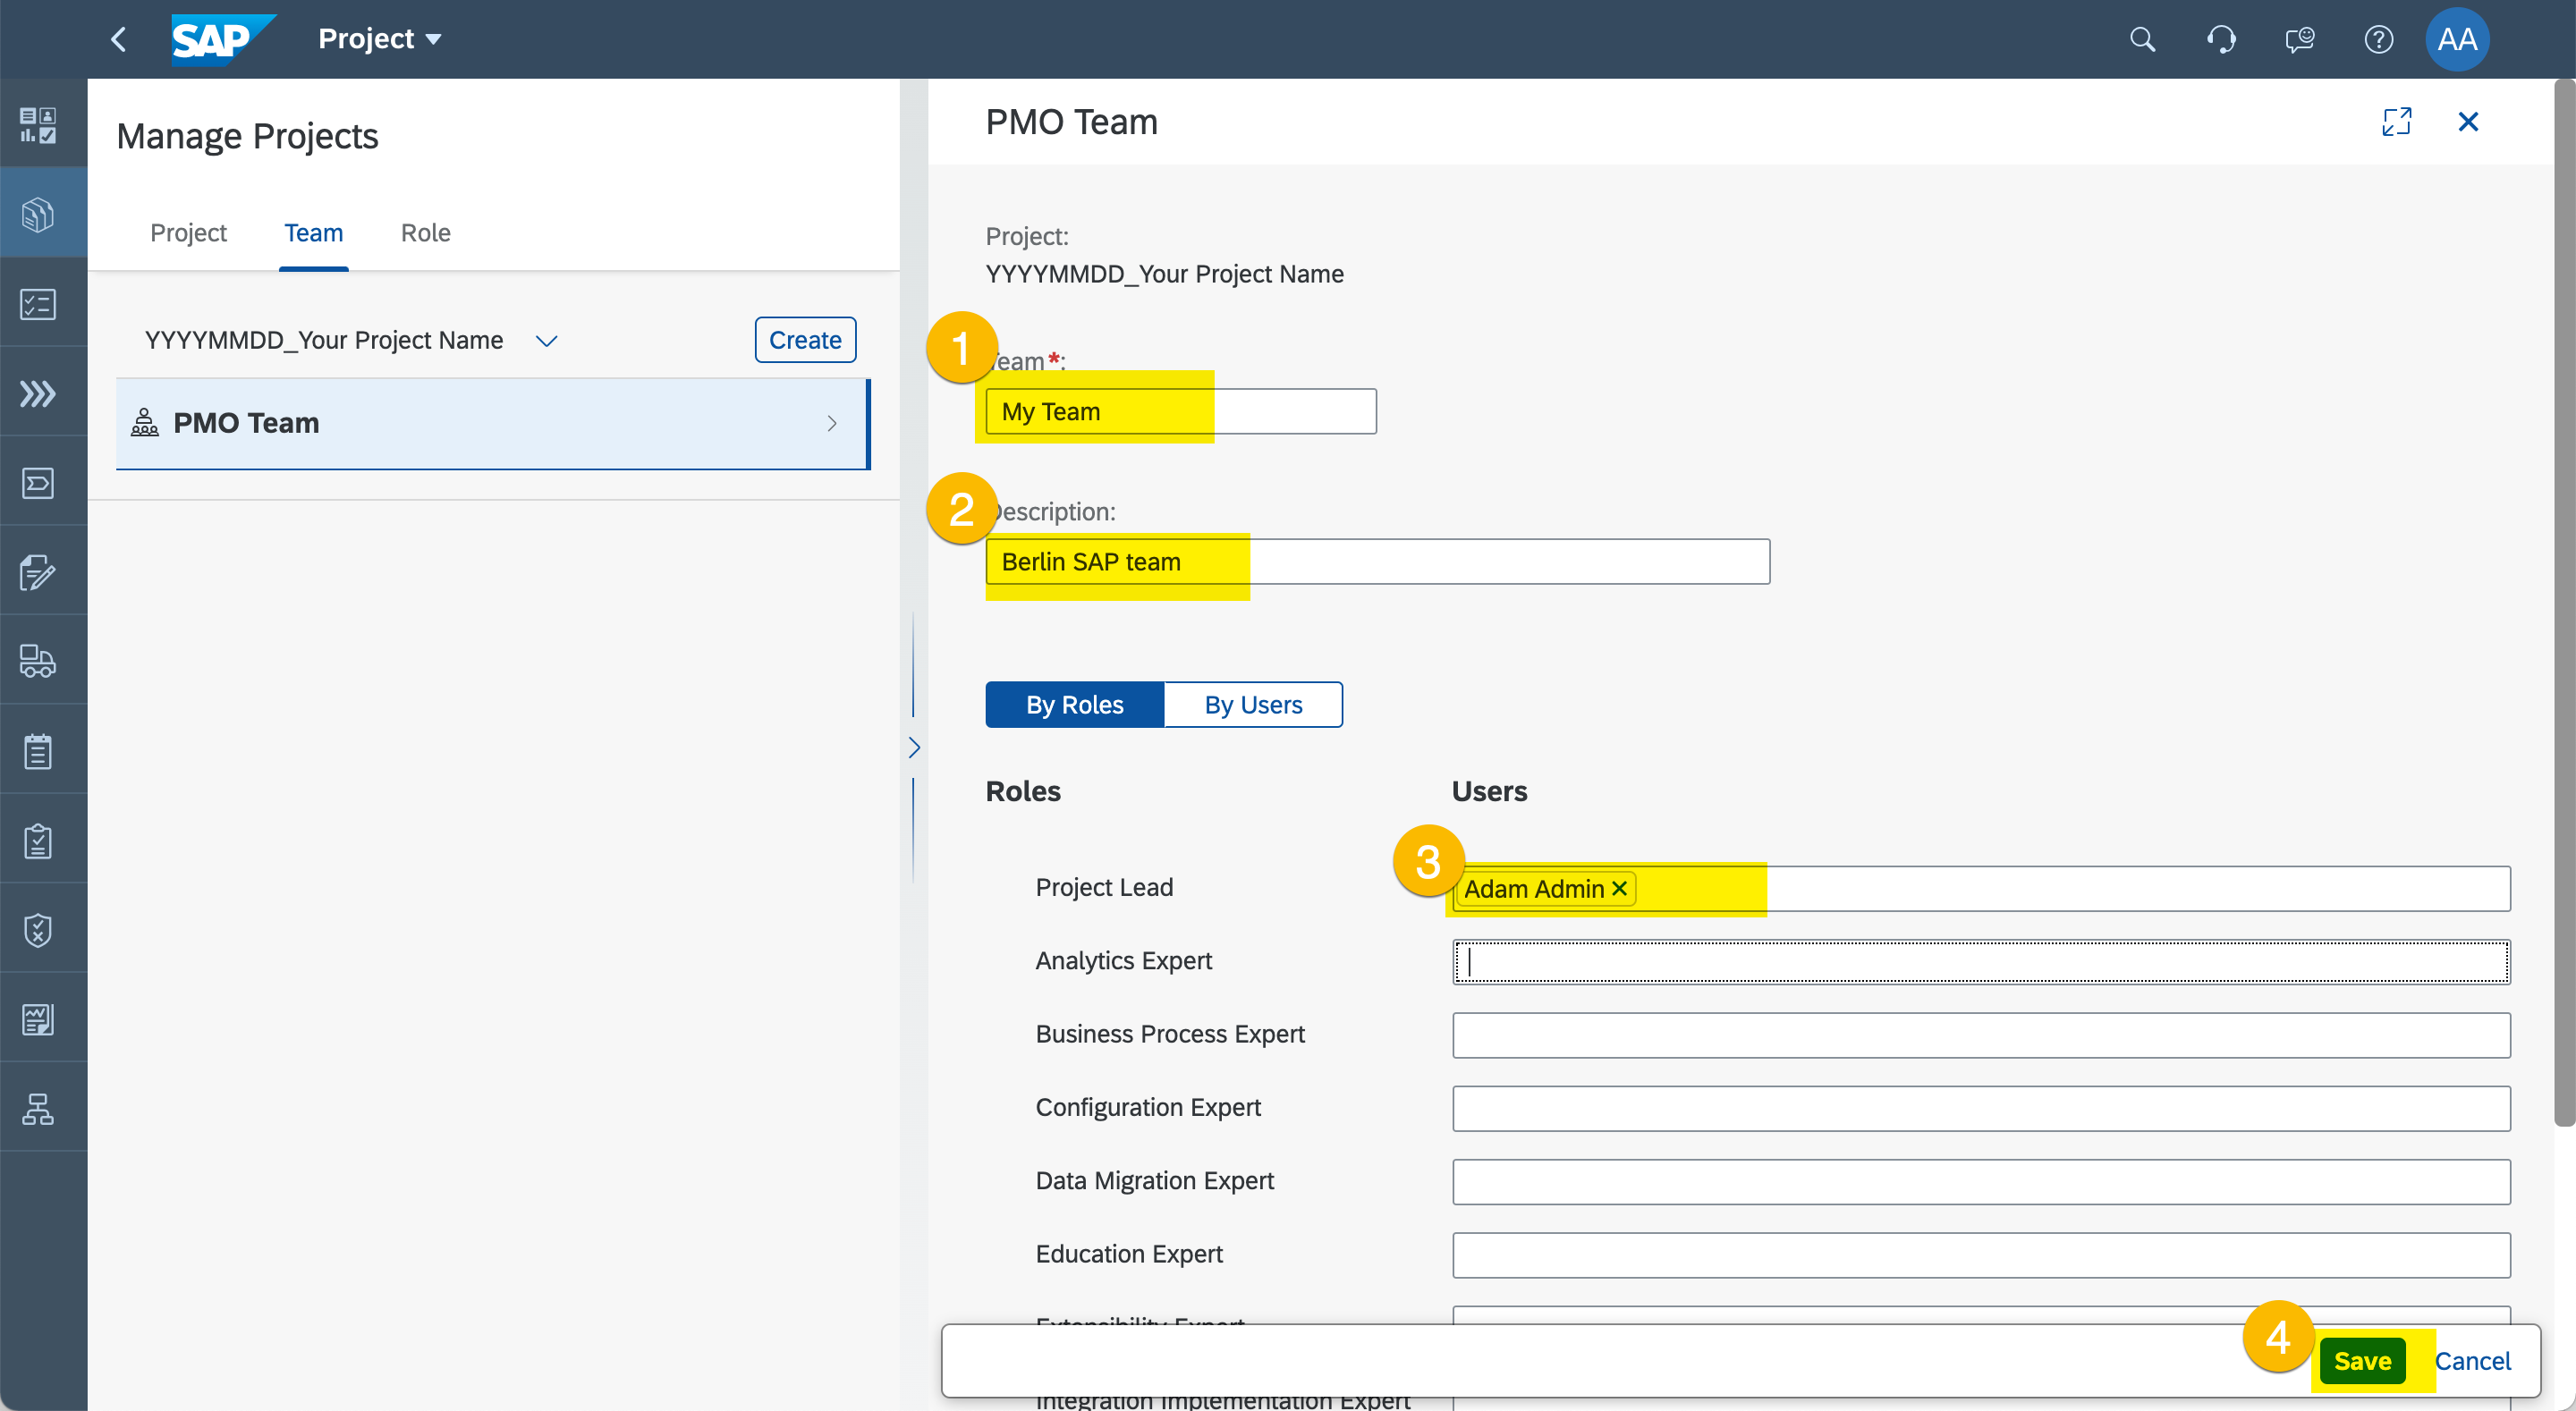 SAP Project
AA
Manage Projects
Project Team Role
YYYYMMDD_Your Project Name Create
PMO Team
PMO Team
Project:
YYYYMMDD_Your Project Name
1
Team*:
My Team
2
Description:
Berlin SAP team
By Roles By Users
Roles Users
3
Project Lead Adam Admin
Analytics Expert
Business Process Expert
Configuration Expert
Data Migration Expert
Education Expert
Extensibility Expert
4
Save Cancel
Integration Implementation Expert